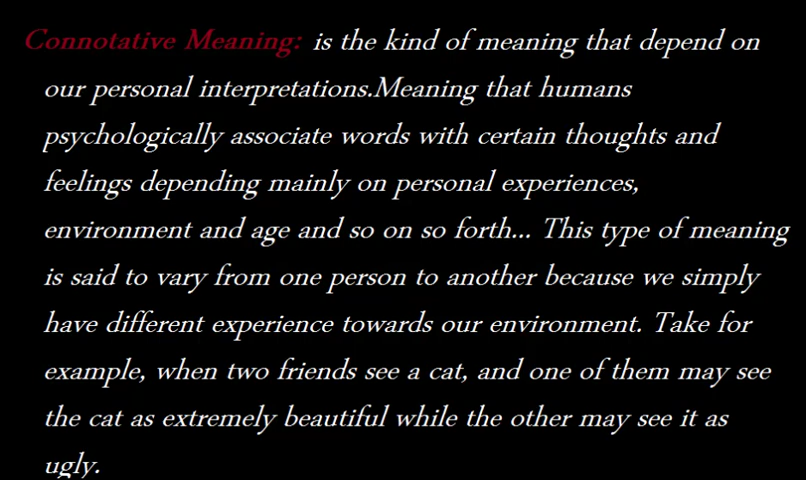 Connotative Meaning: is the kind of meaning that depend on
our personal interpretations.Meaning that humans
psychologically associate words with certain thoughts and
feelings depending mainly on personal experiences,
environment and age and so on so forth... This type of meaning
is said to vary from one person to another because we simply
have different experience towards our environment. Take for
example, when two friends see a cat, and one of them may see
the cat as extremely beautiful while the other may see it as
ugly.